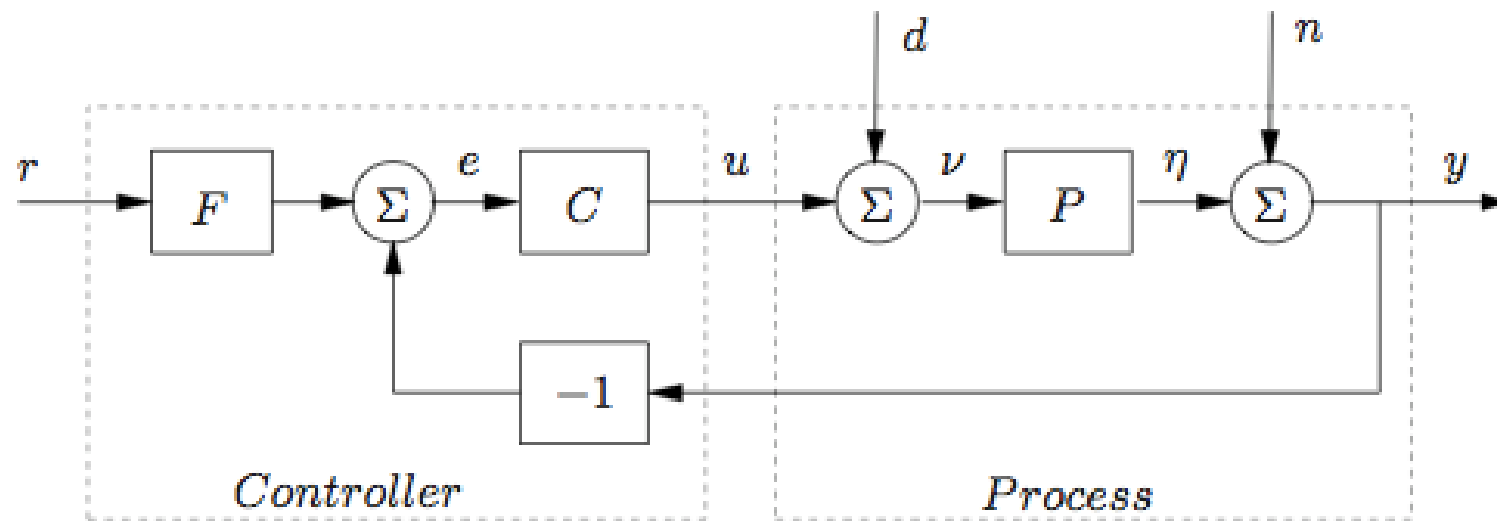 d n
r F Σ e C u Σ ν P η Σ y
−1
Controller Process